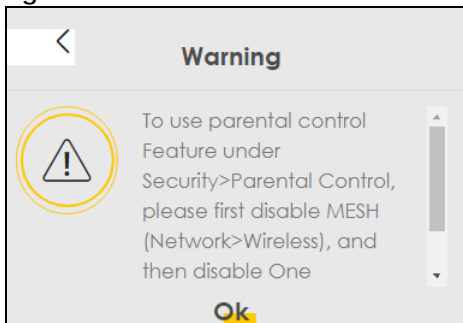 Warning
To use parental control
Feature under
Security>Parental Control,
please first disable MESH
(Network>Wireless), and
then disable One
Ok